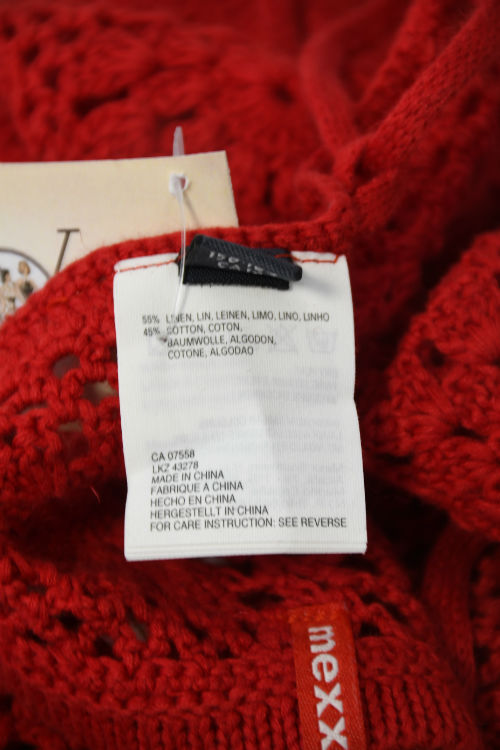 55% LINEN, LIN, LEINEN, LIMO, LINO, LINHO
45% COTTON, COTON,
BAUMWOLLE, ALGODON,
COTONE, ALGODAO
CA 07558
LKZ 43278
MADE IN CHINA
FABRIQUE A CHINA
HECHO EN CHINA
HERGESTELLT IN CHINA
FOR CARE INSTRUCTION: SEE REVERSE
mexx